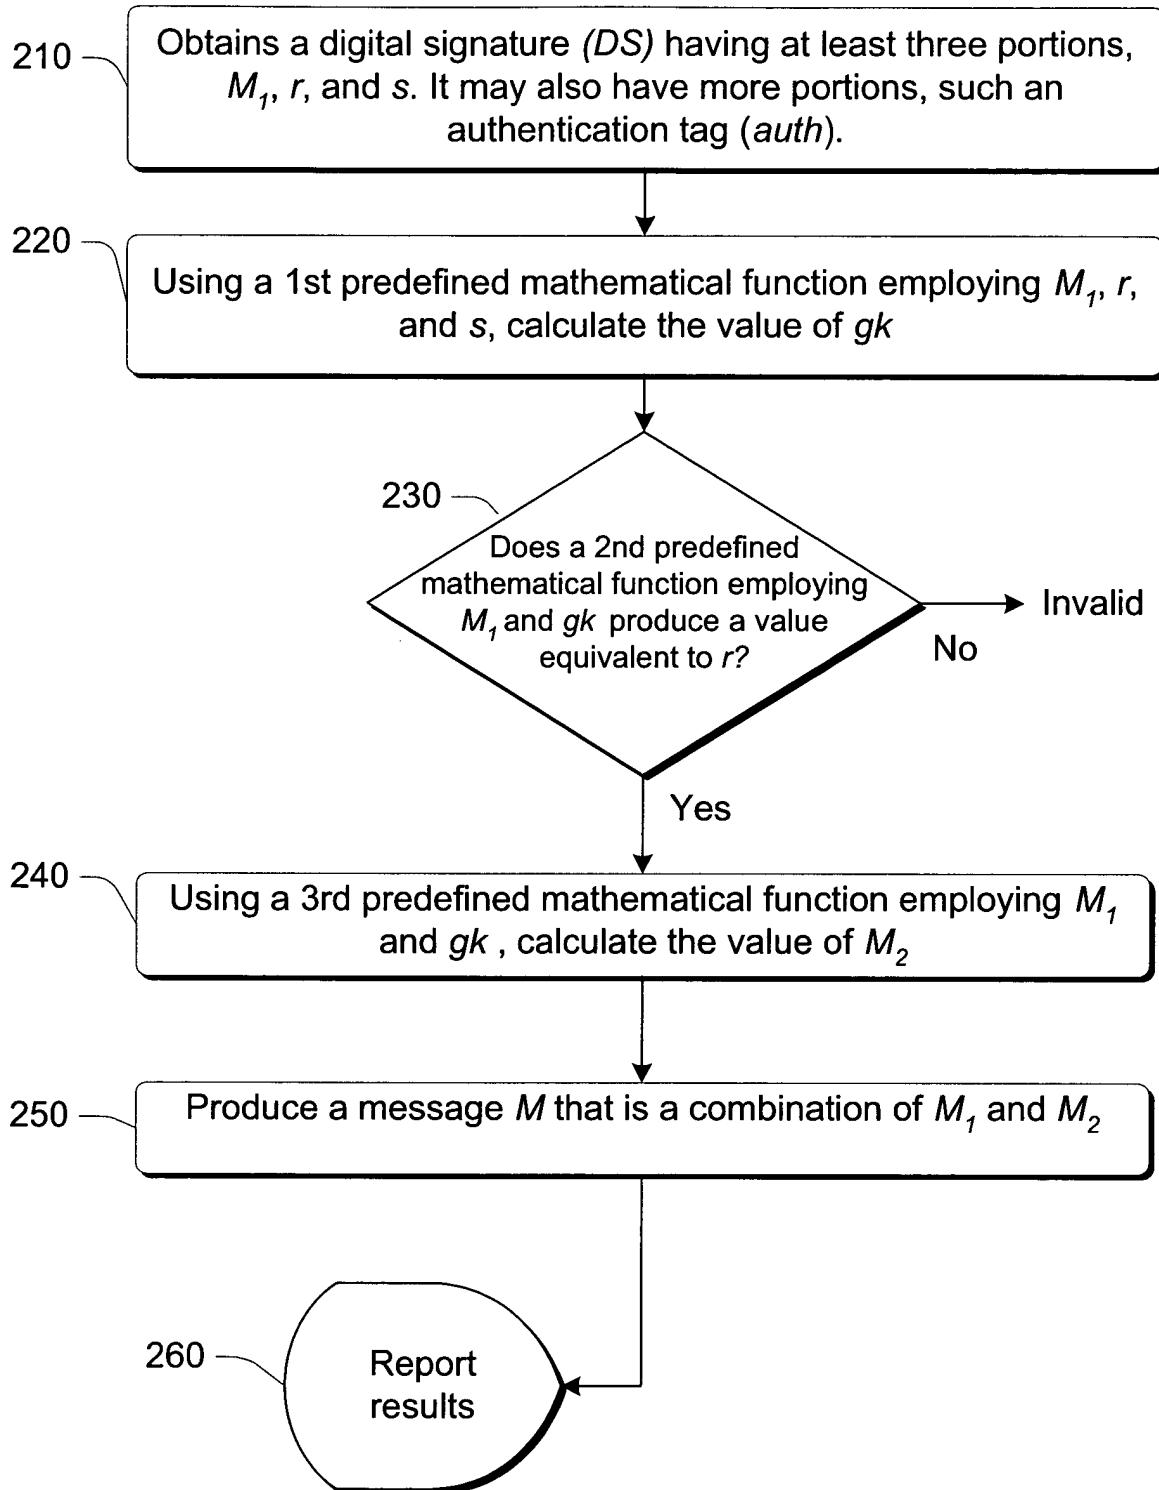 210
Obtains a digital signature (DS) having at least three portions,
M₁, r, and s. It may also have more portions, such an
authentication tag (auth).
220
Using a 1st predefined mathematical function employing M₁, r,
and s, calculate the value of gk
230
Does a 2nd predefined
mathematical function employing
M₁ and gk produce a value
equivalent to r?
Invalid
No
Yes
240
Using a 3rd predefined mathematical function employing M₁
and gk , calculate the value of M₂
250
Produce a message M that is a combination of M₁ and M₂
260
Report
results